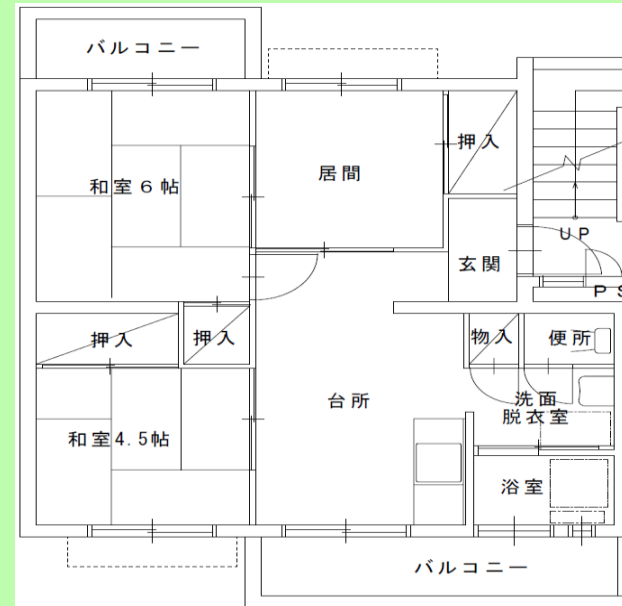 バルコニー
押入
居間
和室６帖
UP
玄関
PS
押入
押入
物入
便所
台所
洗面
脱衣室
和室4.5帖
浴室
バルコニー